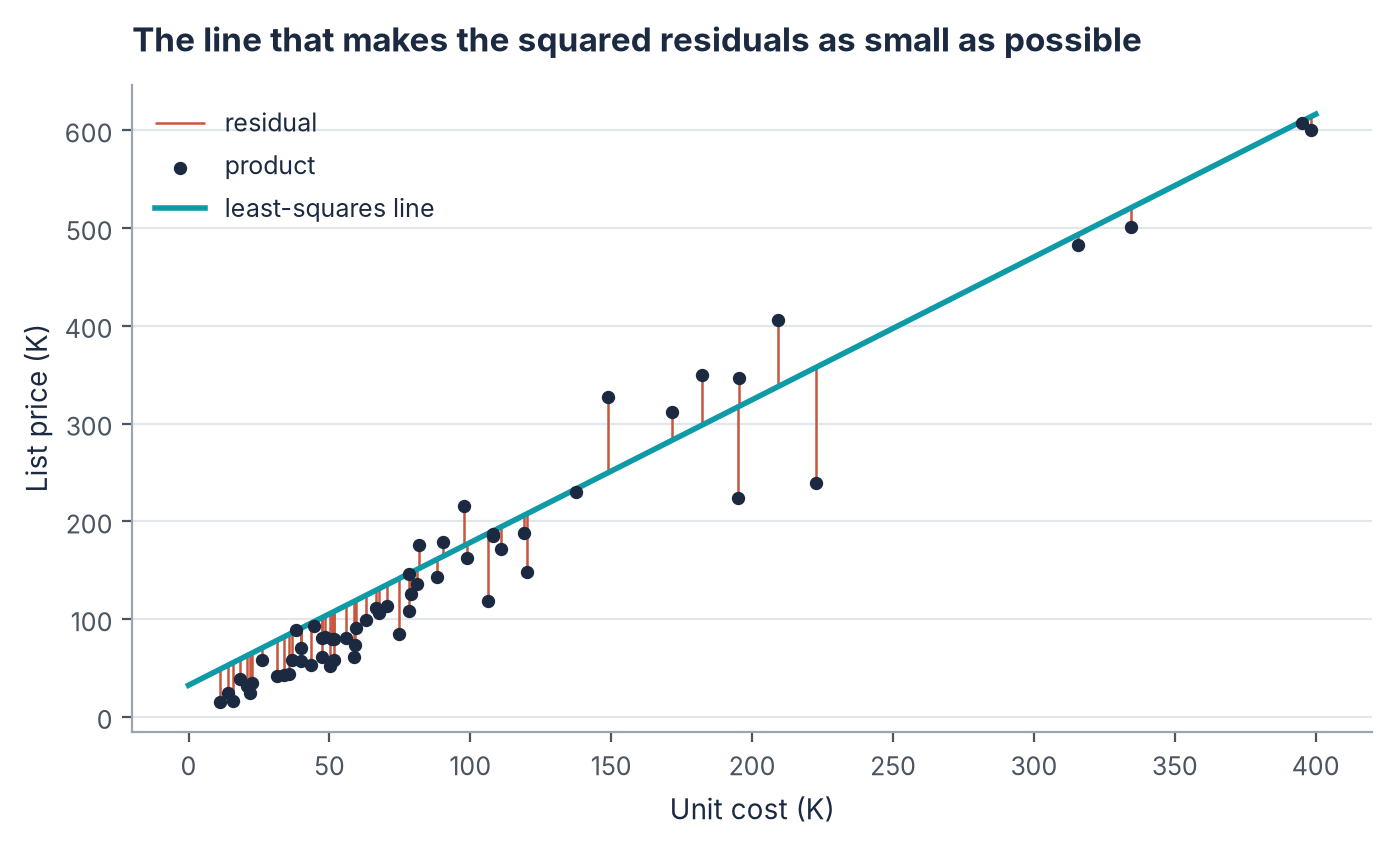 The line that makes the squared residuals as small as possible
residual
product
least-squares line
600
500
400
300
200
100
0
List price (K)
0 50 100 150 200 250 300 350 400
Unit cost (K)